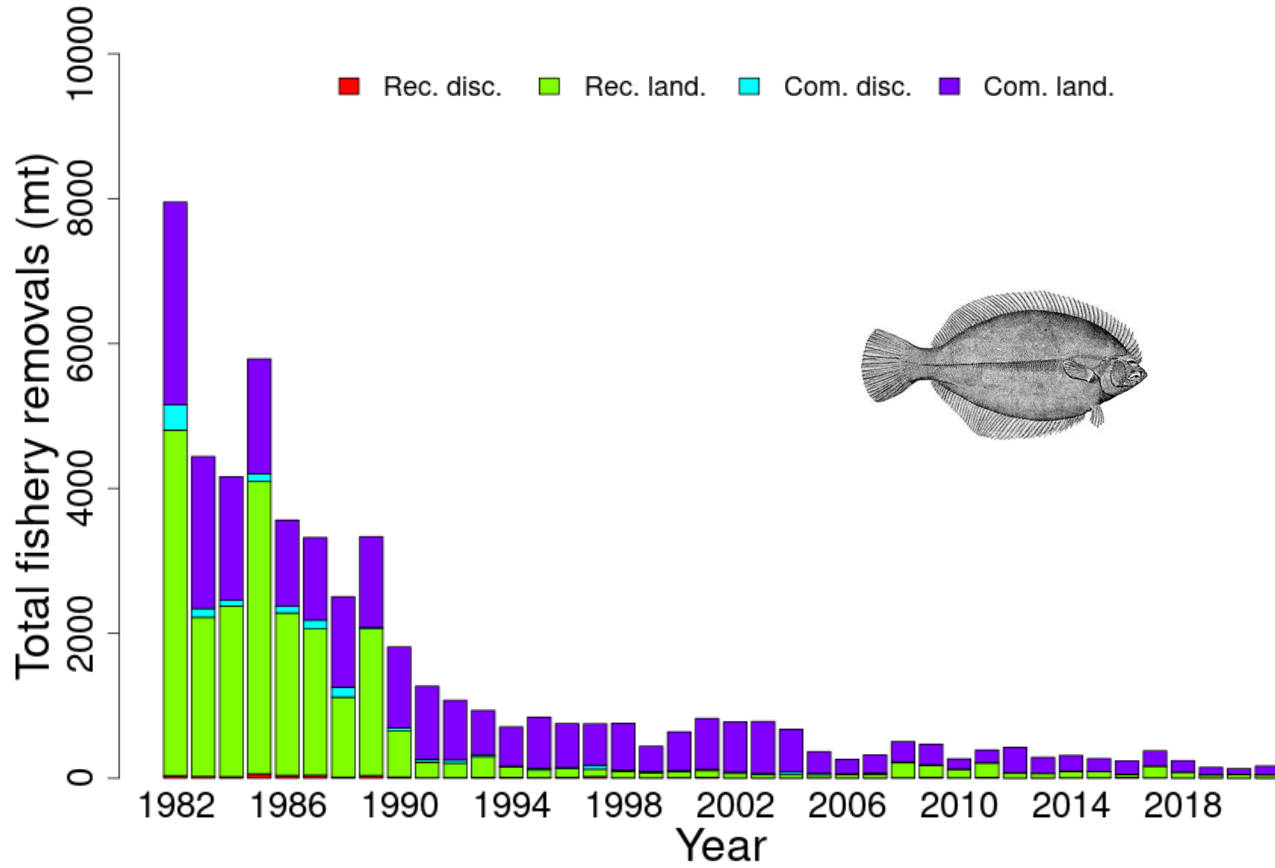 Total fishery removals (mt)
10000
8000
6000
4000
2000
0
Rec. disc. Rec. land. Com. disc. Com. land.
1982 1986 1990 1994 1998 2002 2006 2010 2014 2018
Year